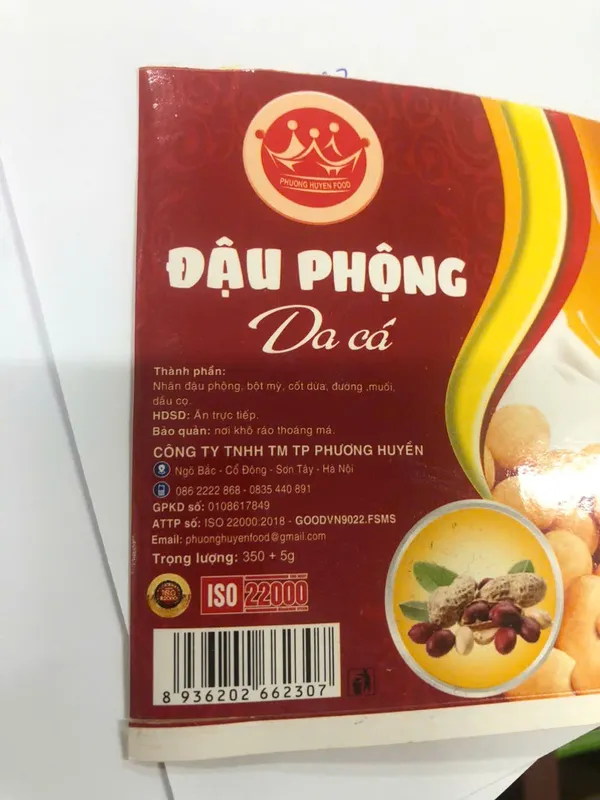 PHUONG HUYEN FOOD
ĐẬU PHỘNG
Da cá
Thành phần:
Nhân đậu phộng, bột mỳ, cốt dừa, đường ,muối,
dầu cọ.
HDSD: Ăn trực tiếp.
Bảo quản: nơi khô ráo thoáng má.
CÔNG TY TNHH TM TP PHƯƠNG HUYỀN
Ngõ Bắc - Cổ Đông - Sơn Tây - Hà Nội
086 2222 868 - 0835 440 891
GPKD số: 0108617849
ATTP số: ISO 22000:2018 - GOODVN9022.FSMS
Email: phuonghuyenfood@gmail.com
Trọng lượng: 350 + 5g
ISO 22000
8 936202 662307